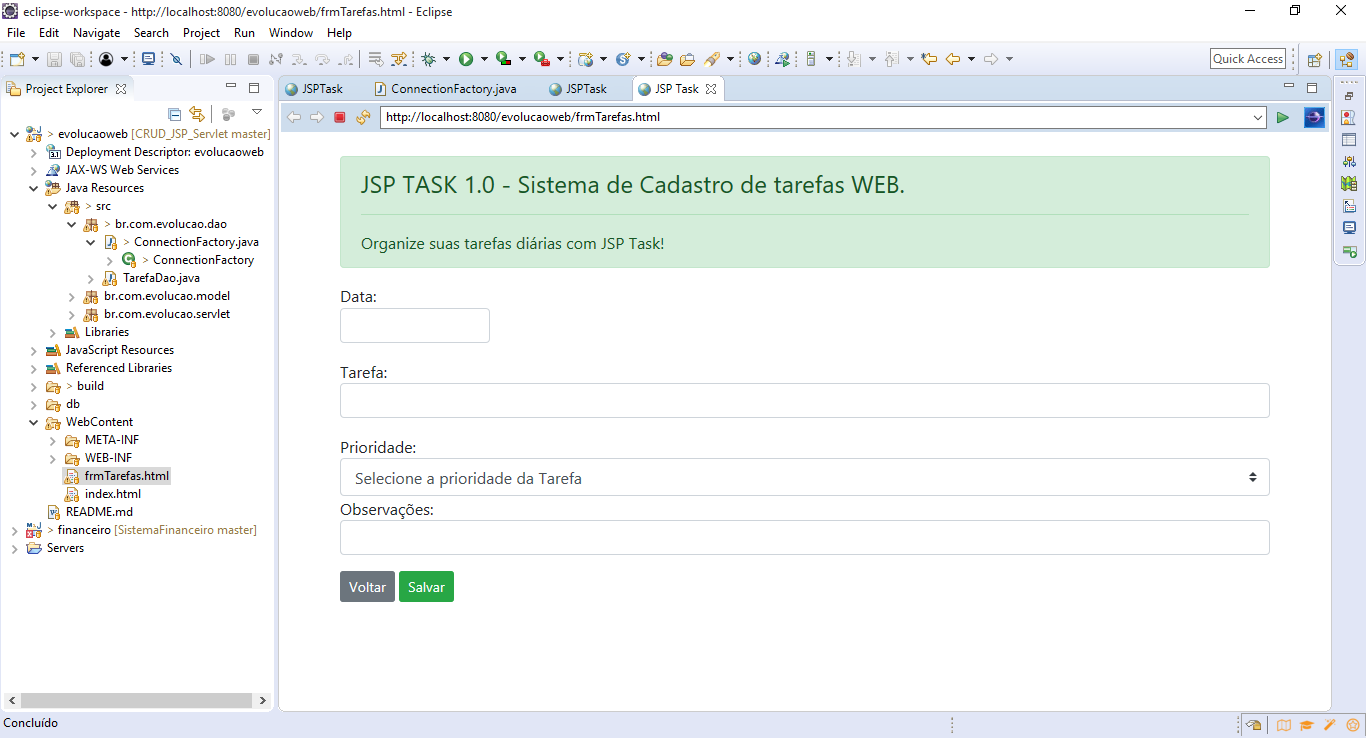 eclipse-workspace - http://localhost:8080/evolucaoweb/frmTarefas.html - Eclipse
File Edit Navigate Search Project Run Window Help
Quick Access
Project Explorer
JSPTask
ConnectionFactory.java
JSPTask
JSP Task
http://localhost:8080/evolucaoweb/frmTarefas.html
> evolucaoweb [CRUD_JSP_Servlet master]
Deployment Descriptor: evolucaoweb
JAX-WS Web Services
Java Resources
> src
> br.com.evolucao.dao
> ConnectionFactory.java
> ConnectionFactory
TarefaDao.java
br.com.evolucao.model
br.com.evolucao.servlet
Libraries
JavaScript Resources
Referenced Libraries
> build
db
WebContent
META-INF
WEB-INF
frmTarefas.html
index.html
README.md
> financeiro [SistemaFinanceiro master]
Servers
JSP TASK 1.0 - Sistema de Cadastro de tarefas WEB.
Organize suas tarefas diárias com JSP Task!
Data:
Tarefa:
Prioridade:
Selecione a prioridade da Tarefa
Observações:
Voltar Salvar
Concluído